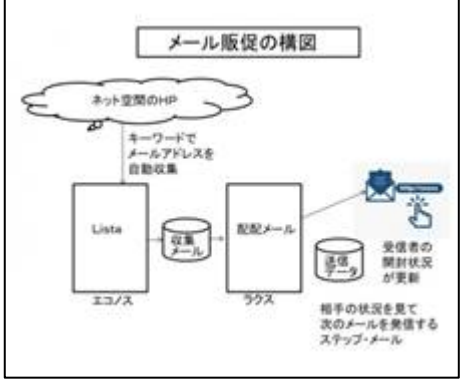 メール販促の構図
ネット空間のHP
キーワードで
メールアドレスを
自動収集
Lista
収集
メール
配配メール
送信
データ
受信者の
開封状況
が更新
エコノス
ラクス
相手の状況を見て
次のメールを発信する
ステップ・メール